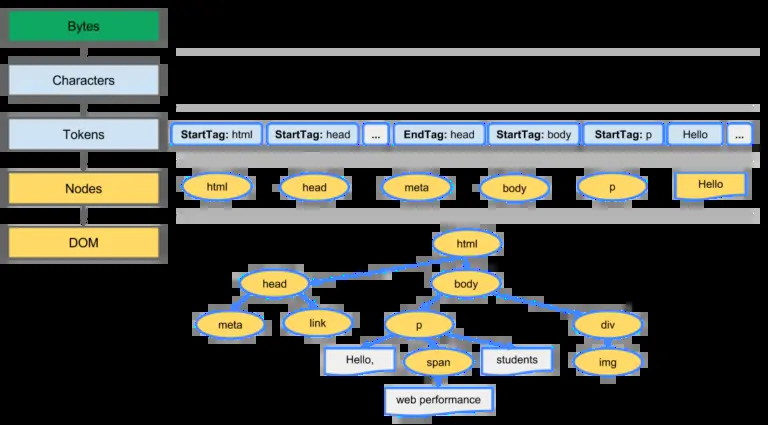 Bytes
Characters
Tokens
StartTag: html
StartTag: head
...
EndTag: head
StartTag: body
StartTag: p
Hello
...
Nodes
html
head
meta
body
p
Hello
DOM
html
head
body
meta
link
p
div
Hello,
span
students
img
web performance